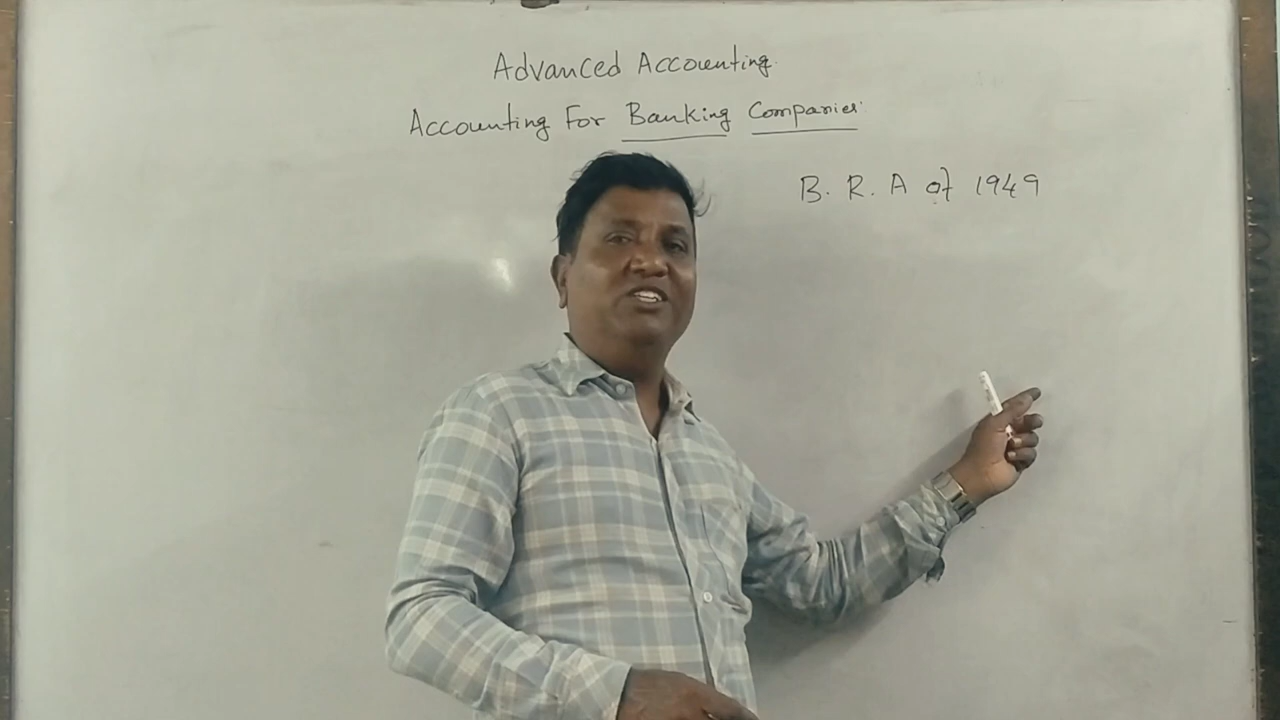 Advanced Accounting.
Accounting For Banking Companies:
B. R. A of 1949